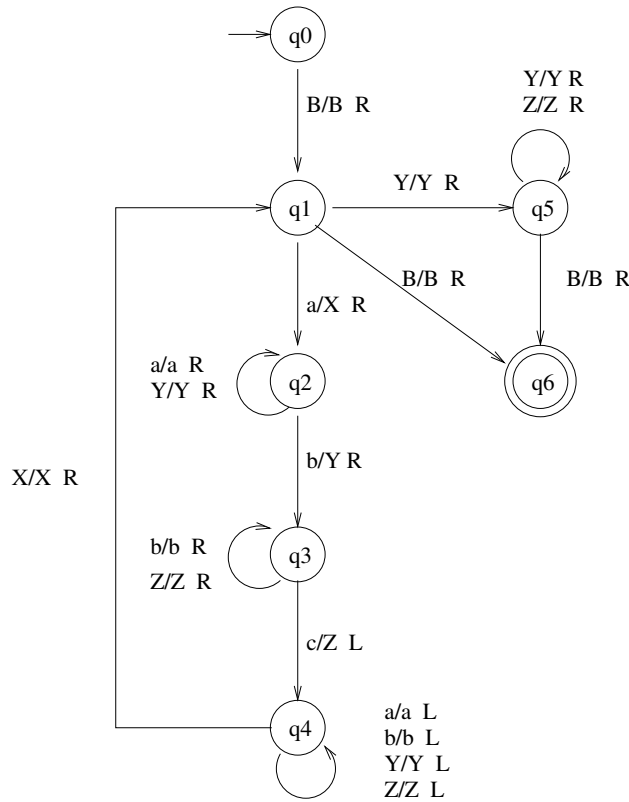 q0
Y/Y R
Z/Z R
B/B R
Y/Y R
q1
q5
B/B R
B/B R
a/X R
a/a R
Y/Y R
q2
q6
b/Y R
X/X R
b/b R
Z/Z R
q3
c/Z L
q4
a/a L
b/b L
Y/Y L
Z/Z L